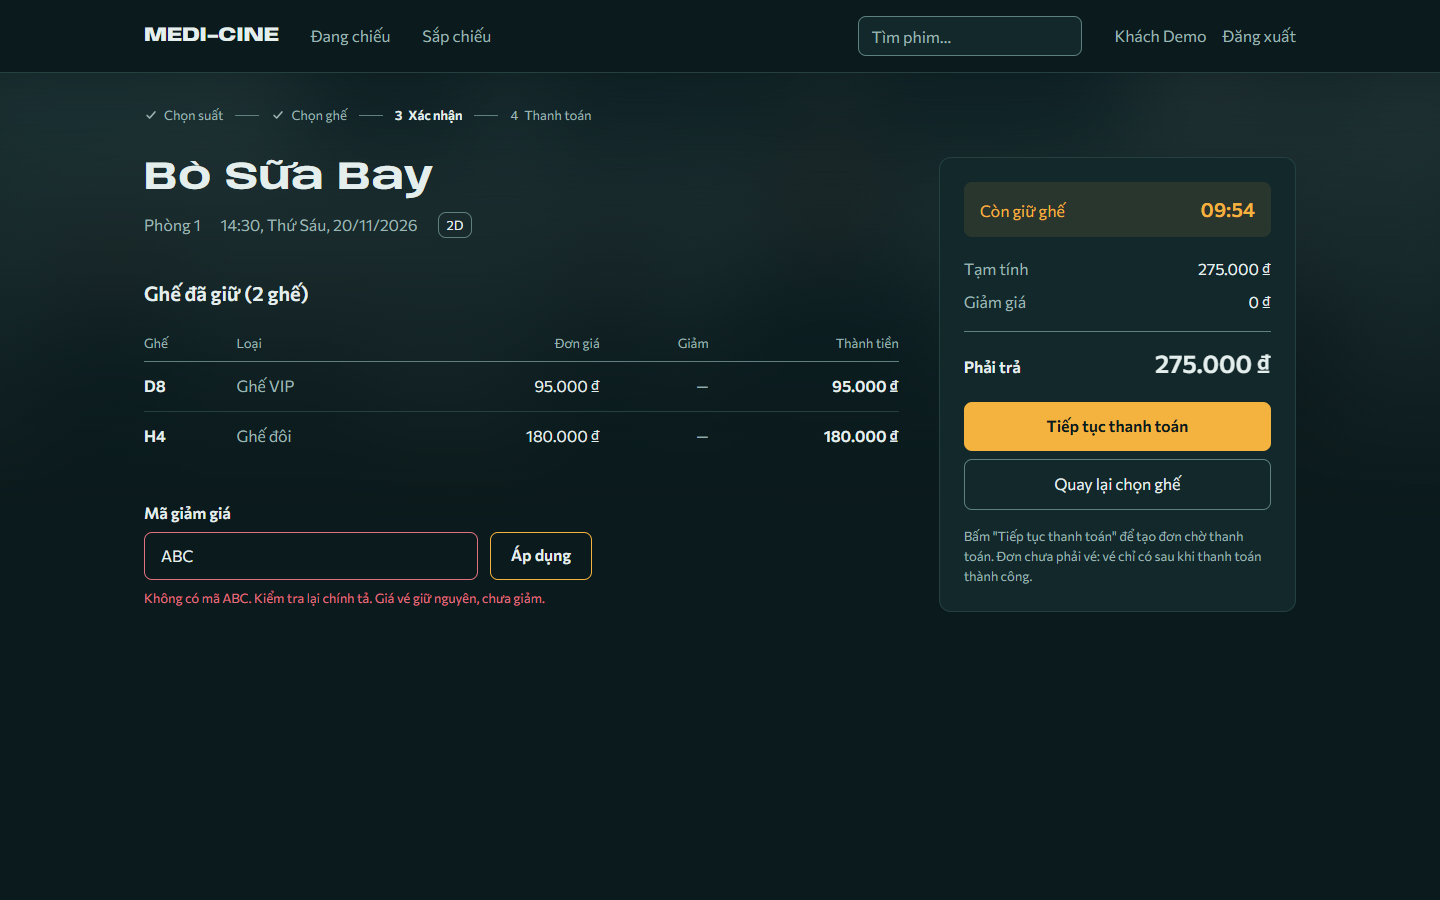 MEDI-CINE Đang chiếu Sắp chiếu Tìm phim... Khách Demo Đăng xuất
Chọn suất Chọn ghế 3 Xác nhận 4 Thanh toán
Bò Sữa Bay
Phòng 1 14:30, Thứ Sáu, 20/11/2026 2D
Ghế đã giữ (2 ghế)
Ghế Loại Đơn giá Giảm Thành tiền
D8 Ghế VIP 95.000 ₫ — 95.000 ₫
H4 Ghế đôi 180.000 ₫ — 180.000 ₫
Mã giảm giá
ABC Áp dụng
Không có mã ABC. Kiểm tra lại chính tả. Giá vé giữ nguyên, chưa giảm.
Còn giữ ghế 09:54
Tạm tính 275.000 ₫
Giảm giá 0 ₫
Phải trả 275.000 ₫
Tiếp tục thanh toán
Quay lại chọn ghế
Bấm "Tiếp tục thanh toán" để tạo đơn chờ thanh
toán. Đơn chưa phải vé: vé chỉ có sau khi thanh toán
thành công.